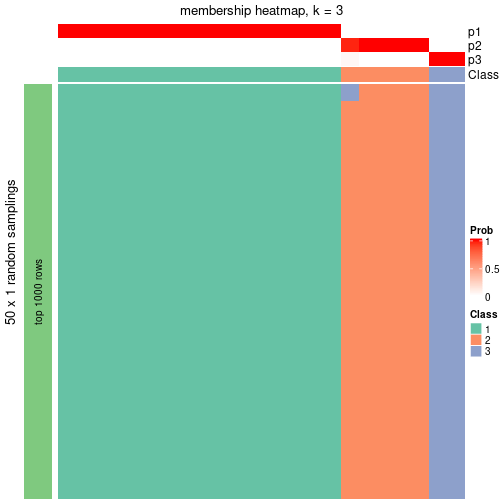 membership heatmap, k = 3
p1
p2
p3
Class
50 x 1 random samplings
top 1000 rows
Prob
1
0.5
0
Class
1
2
3